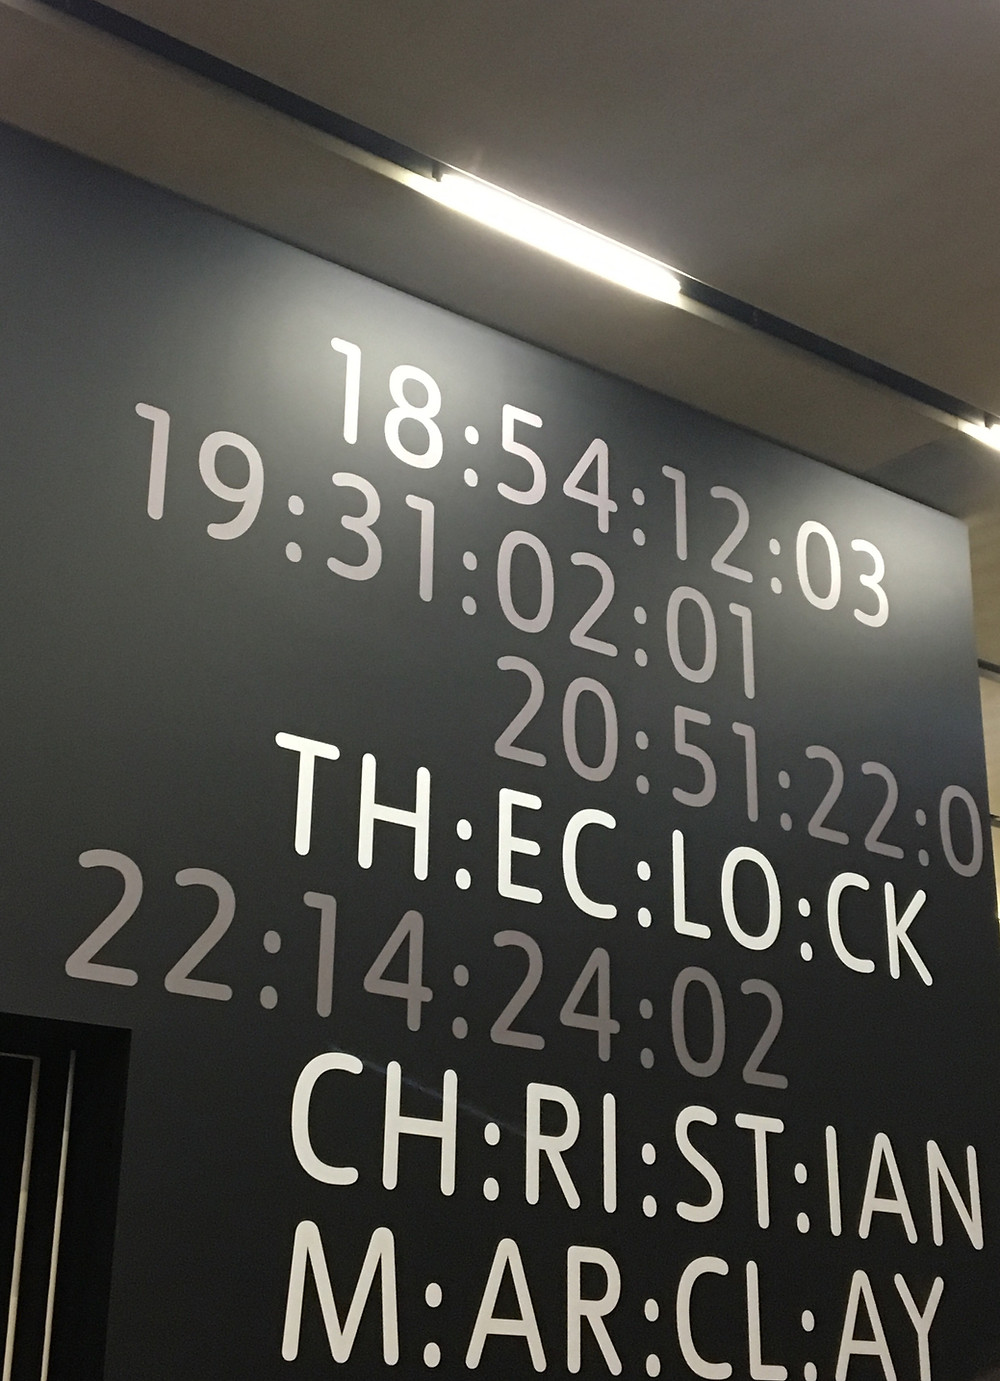 18:54:12:03
19:31:02:01
20:51:22:0
TH:EC:LO:CK
22:14:24:02
CH:RI:ST:IAN
M:AR:CL:AY